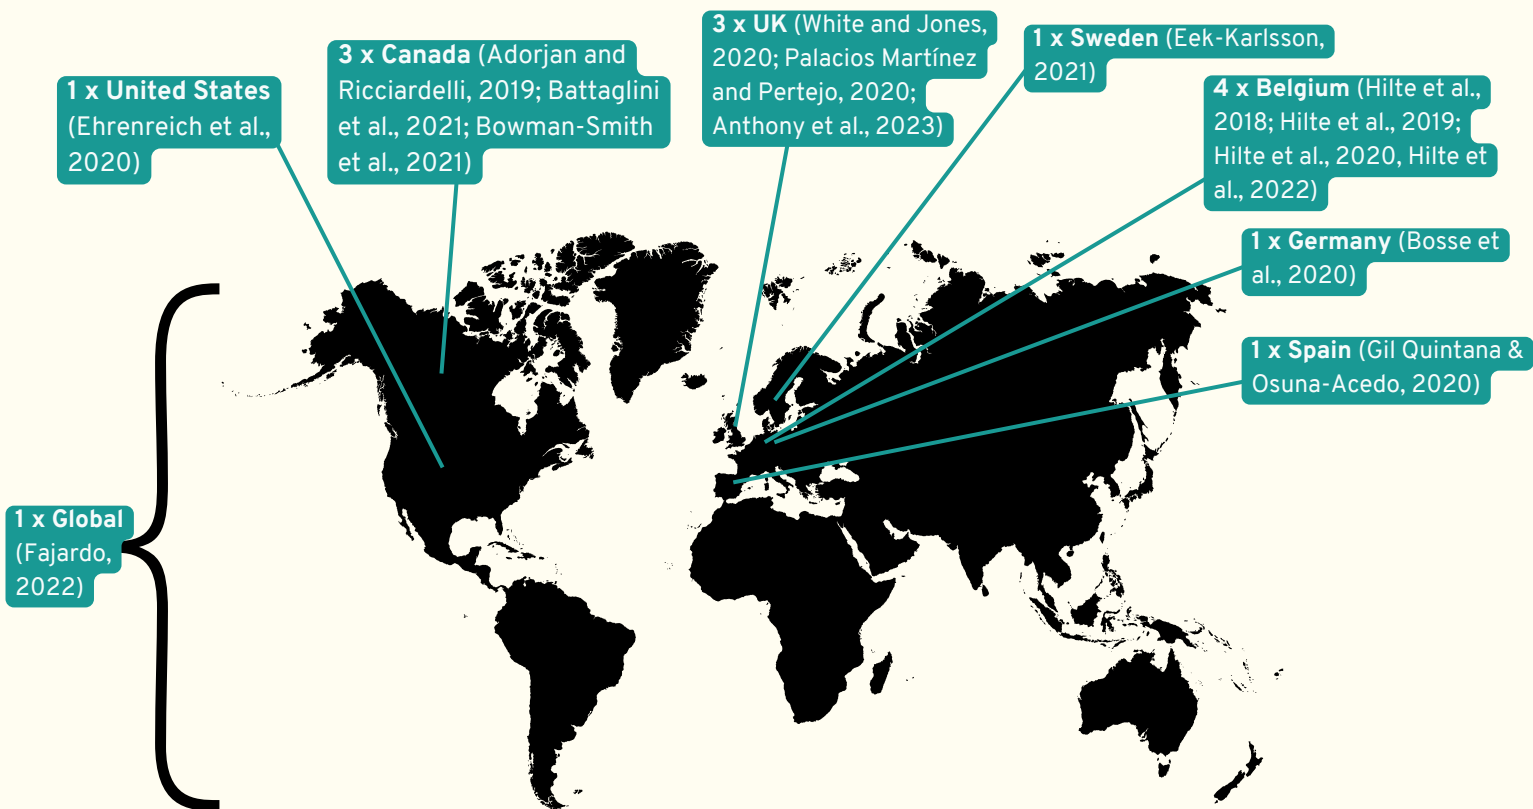 1 x United States
(Ehrenreich et al.,
2020)
3 x Canada (Adorjan and
Ricciardelli, 2019; Battaglini
et al., 2021; Bowman-Smith
et al., 2021)
3 x UK (White and Jones,
2020; Palacios Martínez
and Pertejo, 2020;
Anthony et al., 2023)
1 x Sweden (Eek-Karlsson,
2021)
4 x Belgium (Hilte et al.,
2018; Hilte et al., 2019;
Hilte et al., 2020, Hilte et
al., 2022)
1 x Germany (Bosse et
al., 2020)
1 x Spain (Gil Quintana &
Osuna-Acedo, 2020)
1 x Global
(Fajardo,
2022)